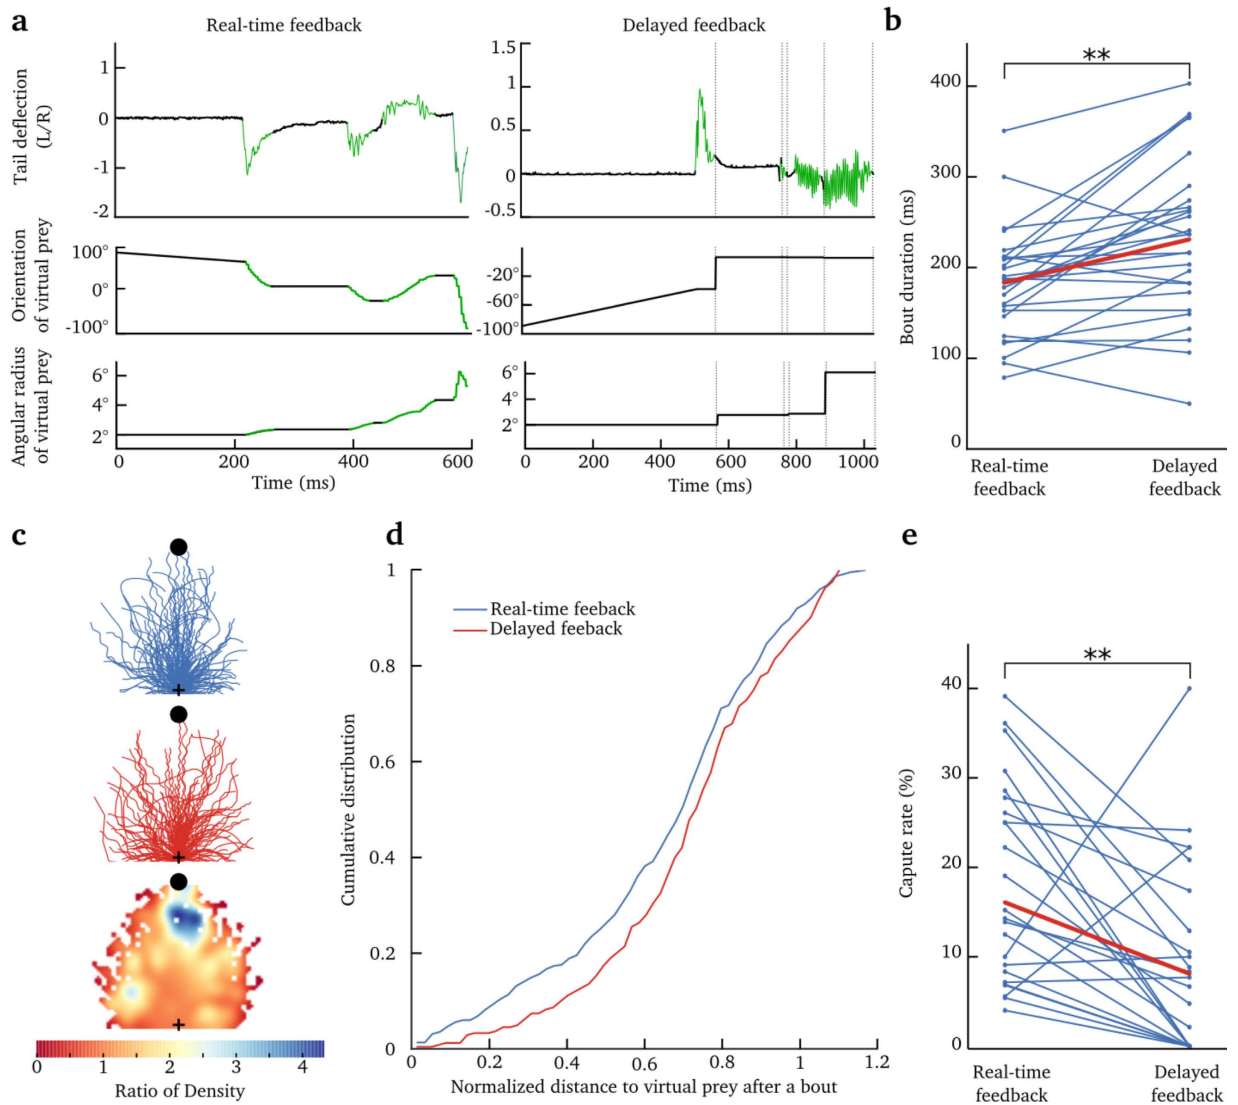 a
Real-time feedback
Delayed feedback
Tail deflection
(L/R)
1
0
-1
-2
1.5
1
0.5
0
-0.5
Orientation
of virtual prey
100°
0°
-100°
-20°
-60°
-100°
Angular radius
of virtual prey
6°
4°
2°
6°
4°
2°
0 200 400 600
Time (ms)
0 200 400 600 800 1000
Time (ms)
b
**
Bout duration (ms)
400
300
200
100
0
Real-time
feedback
Delayed
feedback
c
0 1 2 3 4
Ratio of Density
d
Real-time feeback
Delayed feeback
Cumulative distribution
1
0.8
0.6
0.4
0.2
0
0 0.2 0.4 0.6 0.8 1 1.2
Normalized distance to virtual prey after a bout
e
**
Capute rate (%)
40
30
20
10
0
Real-time
feedback
Delayed
feedback